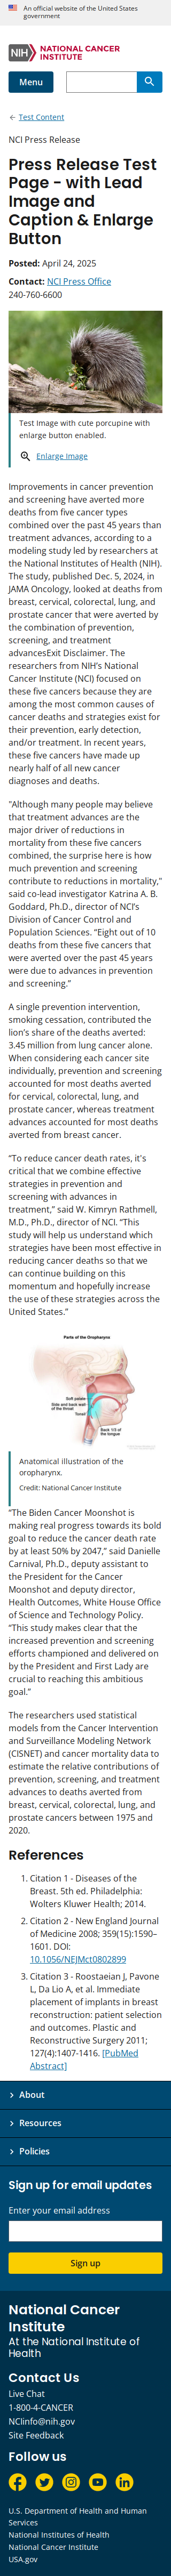 An official website of the United States
government
NIH NATIONAL CANCER
INSTITUTE
Menu
← Test Content
NCI Press Release
Press Release Test
Page - with Lead
Image and
Caption & Enlarge
Button
Posted: April 24, 2025
Contact: NCI Press Office
240-760-6600
Test Image with cute porcupine with
enlarge button enabled.
Enlarge Image
Improvements in cancer prevention
and screening have averted more
deaths from five cancer types
combined over the past 45 years than
treatment advances, according to a
modeling study led by researchers at
the National Institutes of Health (NIH).
The study, published Dec. 5, 2024, in
JAMA Oncology, looked at deaths from
breast, cervical, colorectal, lung, and
prostate cancer that were averted by
the combination of prevention,
screening, and treatment
advancesExit Disclaimer. The
researchers from NIH’s National
Cancer Institute (NCI) focused on
these five cancers because they are
among the most common causes of
cancer deaths and strategies exist for
their prevention, early detection,
and/or treatment. In recent years,
these five cancers have made up
nearly half of all new cancer
diagnoses and deaths.
"Although many people may believe
that treatment advances are the
major driver of reductions in
mortality from these five cancers
combined, the surprise here is how
much prevention and screening
contribute to reductions in mortality,"
said co-lead investigator Katrina A. B.
Goddard, Ph.D., director of NCI’s
Division of Cancer Control and
Population Sciences. “Eight out of 10
deaths from these five cancers that
were averted over the past 45 years
were due to advances in prevention
and screening.”
A single prevention intervention,
smoking cessation, contributed the
lion’s share of the deaths averted:
3.45 million from lung cancer alone.
When considering each cancer site
individually, prevention and screening
accounted for most deaths averted
for cervical, colorectal, lung, and
prostate cancer, whereas treatment
advances accounted for most deaths
averted from breast cancer.
“To reduce cancer death rates, it's
critical that we combine effective
strategies in prevention and
screening with advances in
treatment,” said W. Kimryn Rathmell,
M.D., Ph.D., director of NCI. “This
study will help us understand which
strategies have been most effective in
reducing cancer deaths so that we
can continue building on this
momentum and hopefully increase
the use of these strategies across the
United States.”
Parts of the Oropharynx
Soft palate
Side and back
wall of throat
Tonsil
Back 1/3 of
the tongue
Anatomical illustration of the
oropharynx.
Credit: National Cancer Institute
“The Biden Cancer Moonshot is
making real progress towards its bold
goal to reduce the cancer death rate
by at least 50% by 2047,” said Danielle
Carnival, Ph.D., deputy assistant to
the President for the Cancer
Moonshot and deputy director,
Health Outcomes, White House Office
of Science and Technology Policy.
“This study makes clear that the
increased prevention and screening
efforts championed and delivered on
by the President and First Lady are
crucial to reaching this ambitious
goal.”
The researchers used statistical
models from the Cancer Intervention
and Surveillance Modeling Network
(CISNET) and cancer mortality data to
estimate the relative contributions of
prevention, screening, and treatment
advances to deaths averted from
breast, cervical, colorectal, lung, and
prostate cancers between 1975 and
2020.
References
1. Citation 1 - Diseases of the
Breast. 5th ed. Philadelphia:
Wolters Kluwer Health; 2014.
2. Citation 2 - New England Journal
of Medicine 2008; 359(15):1590–
1601. DOI:
10.1056/NEJMct0802899
3. Citation 3 - Roostaeian J, Pavone
L, Da Lio A, et al. Immediate
placement of implants in breast
reconstruction: patient selection
and outcomes. Plastic and
Reconstructive Surgery 2011;
127(4):1407-1416. [PubMed
Abstract]
About
Resources
Policies
Sign up for email updates
Enter your email address
Sign up
National Cancer
Institute
At the National Institute of
Health
Contact Us
Live Chat
1-800-4-CANCER
NCIinfo@nih.gov
Site Feedback
Follow us
U.S. Department of Health and Human
Services
National Institutes of Health
National Cancer Institute
USA.gov